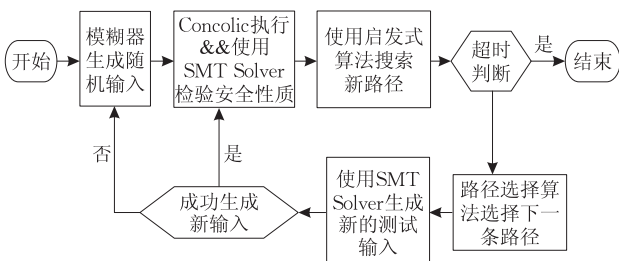 开始
模糊器
生成随
机输入
Concolic执行
&&使用
SMT Solver
检验安全性质
使用启发式
算法搜索
新路径
超时
判断
是
结束
否
是
成功生成
新输入
使用SMT
Solver生成
新的测试
输入
路径选择算
法选择下一
条路径